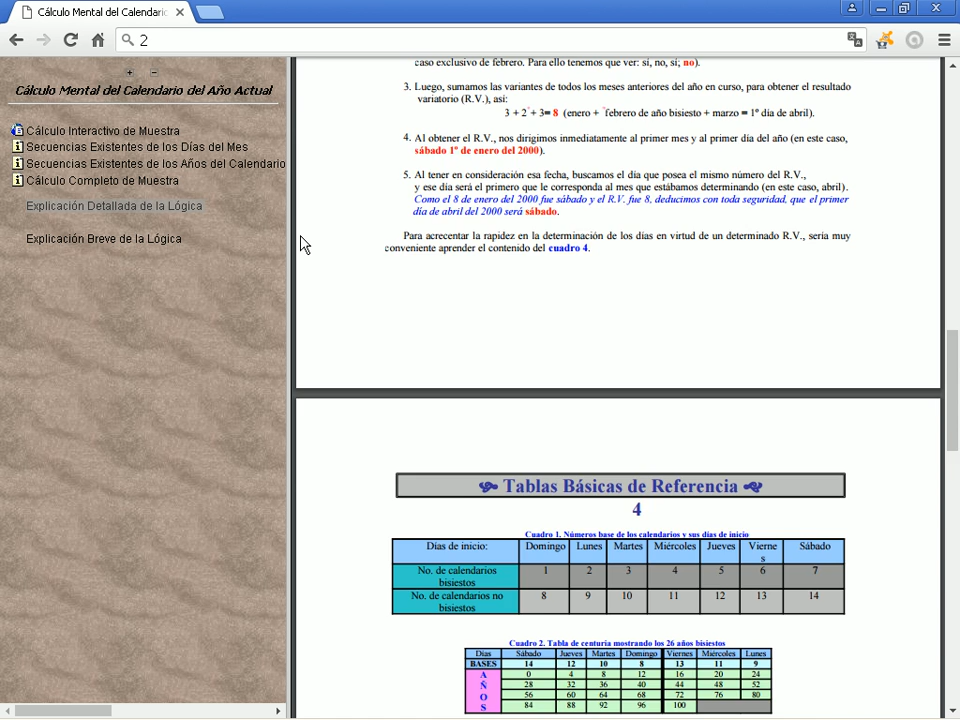 Cálculo Mental del Calendario
2
+ −
Cálculo Mental del Calendario del Año Actual
Cálculo Interactivo de Muestra
Secuencias Existentes de los Días del Mes
Secuencias Existentes de los Años del Calendario
Cálculo Completo de Muestra
Explicación Detallada de la Lógica
Explicación Breve de la Lógica
caso exclusivo de febrero. Para ello tenemos que ver: sí, no, sí; no).
3. Luego, sumamos las variantes de todos los meses anteriores del año en curso, para obtener el resultado
variatorio (R.V.), así:
3 + 2 + 3= 8 (enero + febrero de año bisiesto + marzo = 1º día de abril).
4. Al obtener el R.V., nos dirigimos inmediatamente al primer mes y al primer día del año (en este caso,
sábado 1º de enero del 2000).
5. Al tener en consideración esa fecha, buscamos el día que posea el mismo número del R.V.,
y ese día será el primero que le corresponda al mes que estábamos determinando (en este caso, abril).
Como el 8 de enero del 2000 fue sábado y el R.V. fue 8, deducimos con toda seguridad, que el primer
día de abril del 2000 será sábado.
Para acrecentar la rapidez en la determinación de los días en virtud de un determinado R.V., sería muy
conveniente aprender el contenido del cuadro 4.
Tablas Básicas de Referencia
4
Cuadro 1. Números base de los calendarios y sus días de inicio
Días de inicio: Domingo Lunes Martes Miércoles Jueves Vierne Sábado
s
No. de calendarios 1 2 3 4 5 6 7
bisiestos
No. de calendarios no 8 9 10 11 12 13 14
bisiestos
Cuadro 2. Tabla de centuria mostrando los 26 años bisiestos
Días Sábado Jueves Martes Domingo Viernes Miércoles Lunes
BASES 14 12 10 8 13 11 9
A 0 4 8 12 16 20 24
Ñ 28 32 36 40 44 48 52
O 56 60 64 68 72 76 80
S 84 88 92 96 100